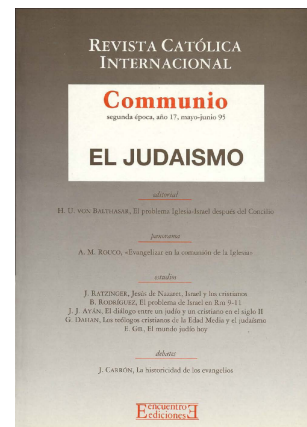 REVISTA CATÓLICA
INTERNACIONAL
Communio
segunda época, año 17, mayo-junio 95
EL JUDAISMO
editorial
H. U. VON BALTHASAR, El problema Iglesia-Israel después del Concilio
panorama
A. M. ROUCO, «Evangelizar en la comunión de la Iglesia»
estudios
J. RATZINGER, Jesús de Nazaret, Israel y los cristianos
B. RODRÍGUEZ, El problema de Israel en Rm 9-11
J. J. AYÁN, El diálogo entre un judío y un cristiano en el siglo II
G. DAHAN, Los teólogos cristianos de la Edad Media y el judaísmo
E. GIL, El mundo judío hoy
debates
J. CARRÓN, La historicidad de los evangelios
Encuentro
Ediciones